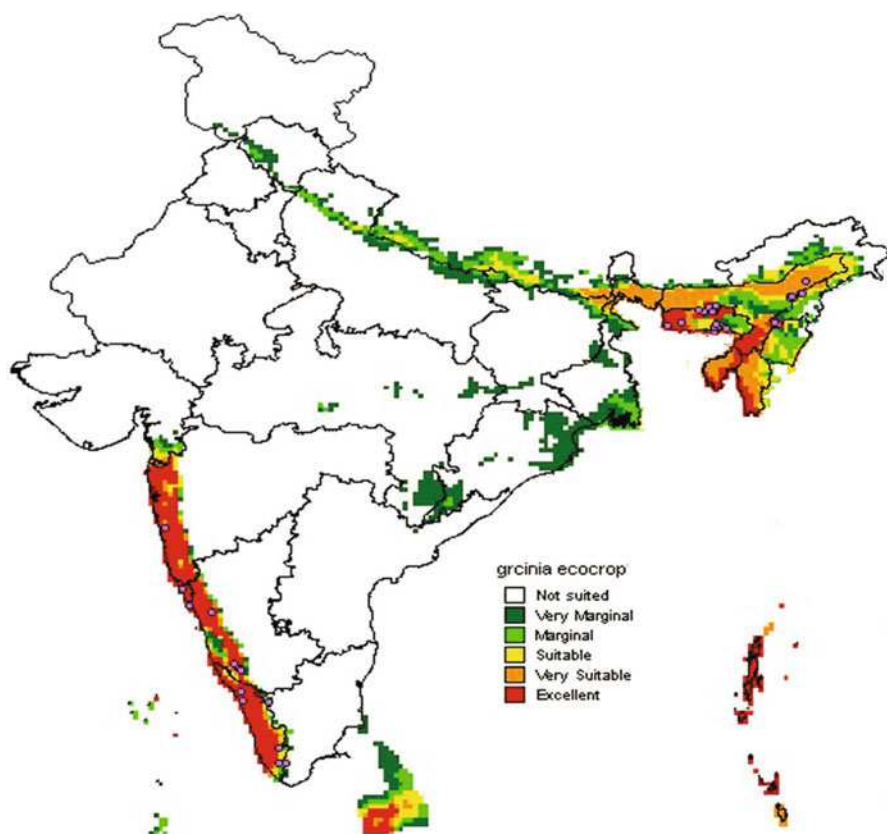 grcinia ecocrop
Not suited
Very Marginal
Marginal
Suitable
Very Suitable
Excellent